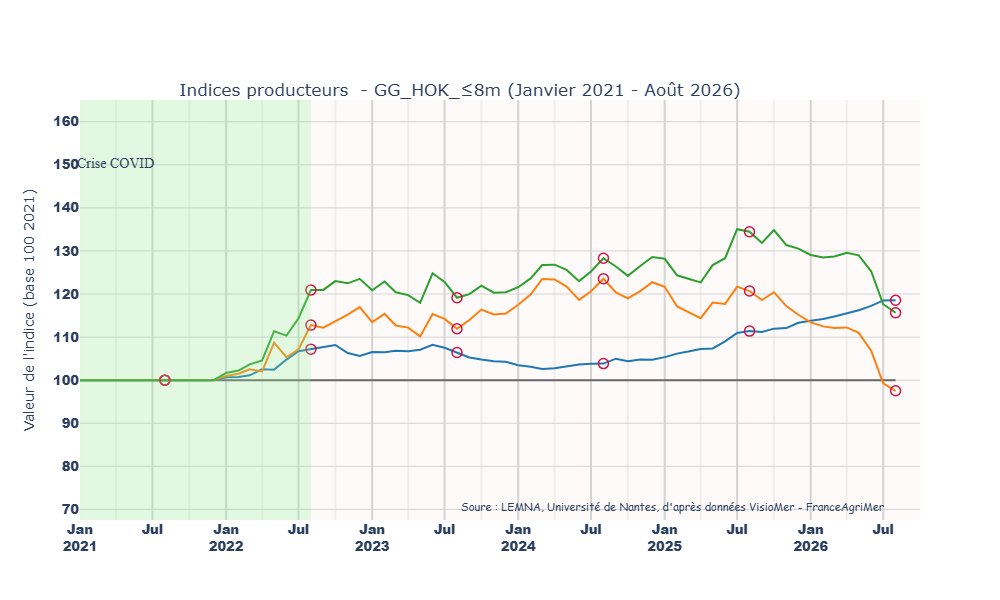 Indices producteurs - GG_HOK_≤8m (Janvier 2021 - Août 2026)
Valeur de l'indice (base 100 2021)
160
150
140
130
120
110
100
90
80
70
Crise COVID
Soure : LEMNA, Université de Nantes, d'après données VisioMer - FranceAgriMer
Jan Jul Jan Jul Jan Jul Jan Jul Jan Jul Jan Jul
2021 2022 2023 2024 2025 2026